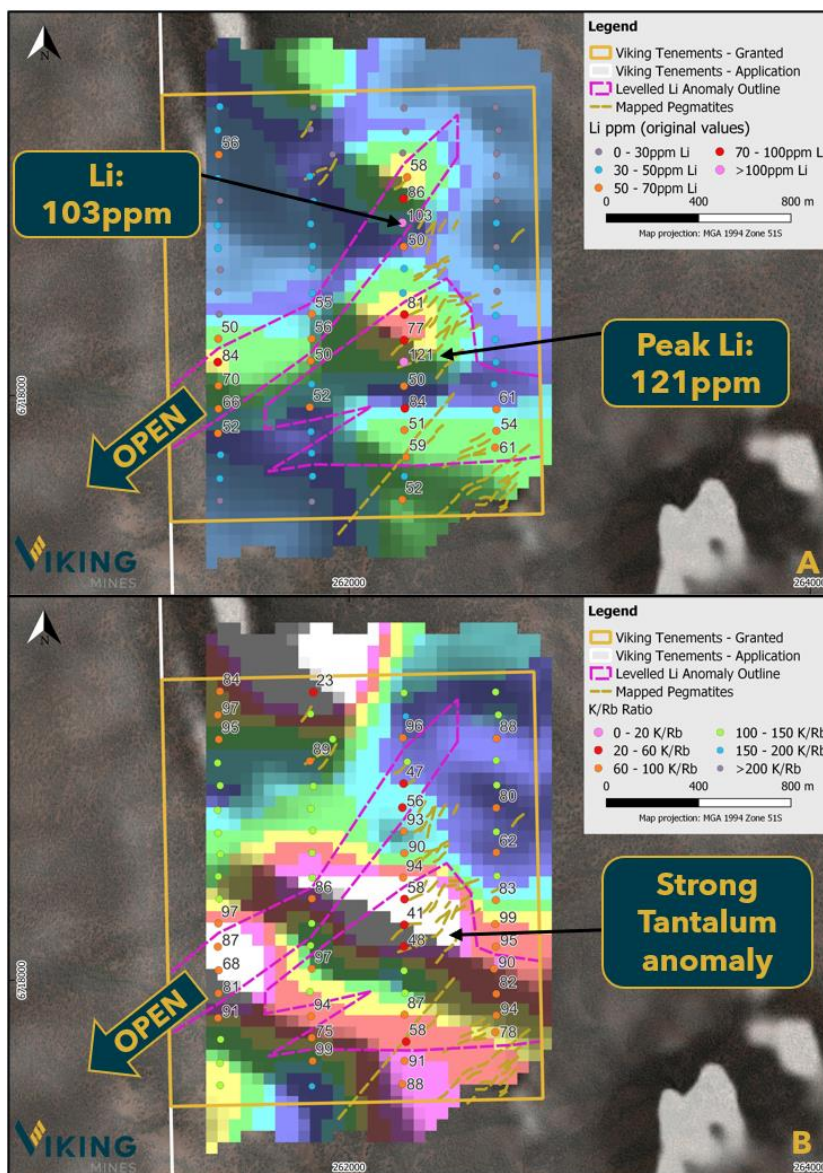 N
Li:
103ppm
Peak Li:
121ppm
OPEN
VIKING
MINES
A
Legend
Viking Tenements - Granted
Viking Tenements - Application
Levelled Li Anomaly Outline
Mapped Pegmatites
Li ppm (original values)
0 - 30ppm Li
70 - 100ppm L
30 - 50ppm Li
>100ppm Li
50 - 70ppm Li
0 400 800 m
Map projection: MGA 1994 Zone 51S
56
58
86
103
50
55
56
50
81
77
121
50
84
70
66
52
52
50
84
51
59
52
61
54
61
6718000
262000
264000
N
Strong
Tantalum
anomaly
OPEN
VIKING
MINES
B
Legend
Viking Tenements - Granted
Viking Tenements - Application
Levelled Li Anomaly Outline
Mapped Pegmatites
K/Rb Ratio
0 - 20 K/Rb
100 - 150 K/Rb
20 - 60 K/Rb
150 - 200 K/Rb
60 - 100 K/Rb
>200 K/Rb
0 400 800 m
Map projection: MGA 1994 Zone 51S
84
97
95
23
89
96
47
56
93
90
94
58
41
48
88
80
62
83
99
95
90
82
94
78
86
97
94
75
99
97
87
68
81
91
87
58
91
88
6718000
262000
264000